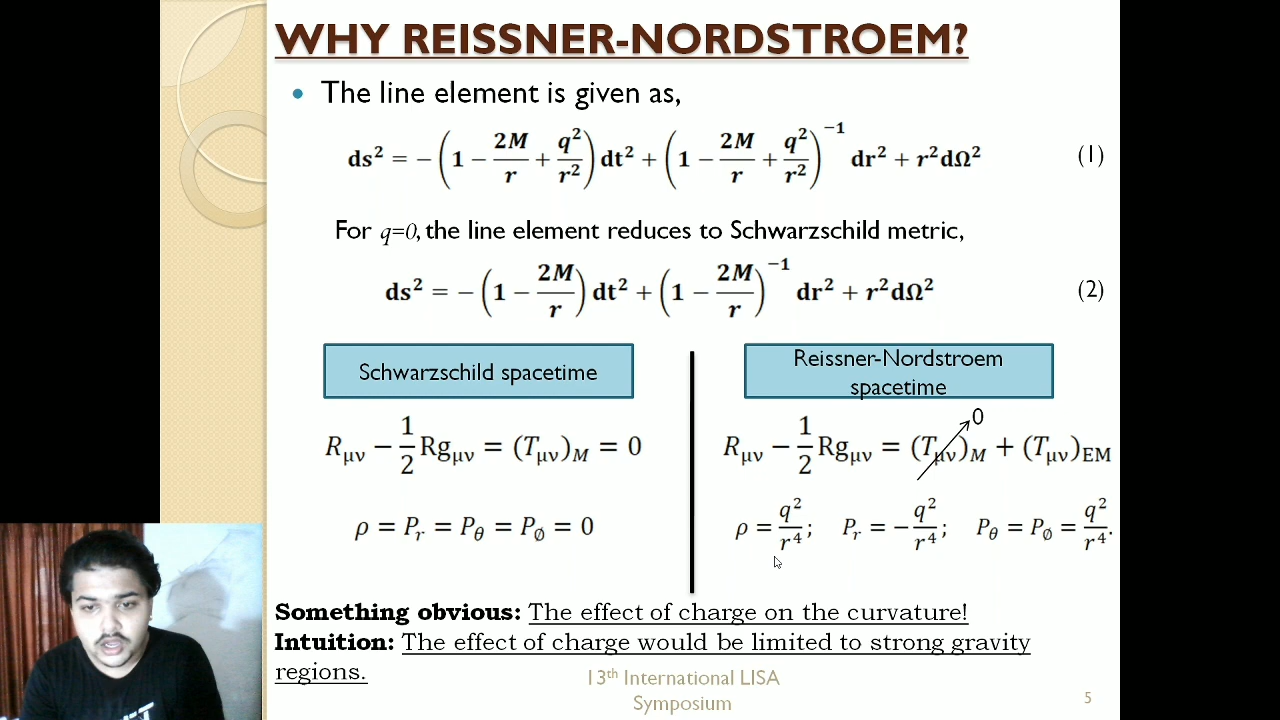 WHY REISSNER-NORDSTROEM?
• The line element is given as,
ds² = −(1 − 2M/r + q²/r²) dt² + (1 − 2M/r + q²/r²)⁻¹ dr² + r²dΩ² (1)
For q=0, the line element reduces to Schwarzschild metric,
ds² = −(1 − 2M/r) dt² + (1 − 2M/r)⁻¹ dr² + r²dΩ² (2)
Schwarzschild spacetime
R_μν − 1/2 Rg_μν = (T_μν)_M = 0
ρ = P_r = P_θ = P_∅ = 0
Reissner-Nordstroem
spacetime
0
R_μν − 1/2 Rg_μν = (T_μν)_M + (T_μν)_EM
ρ = q²/r⁴; P_r = − q²/r⁴; P_θ = P_∅ = q²/r⁴.
Something obvious: The effect of charge on the curvature!
Intuition: The effect of charge would be limited to strong gravity
regions.
13th International LISA
Symposium
5